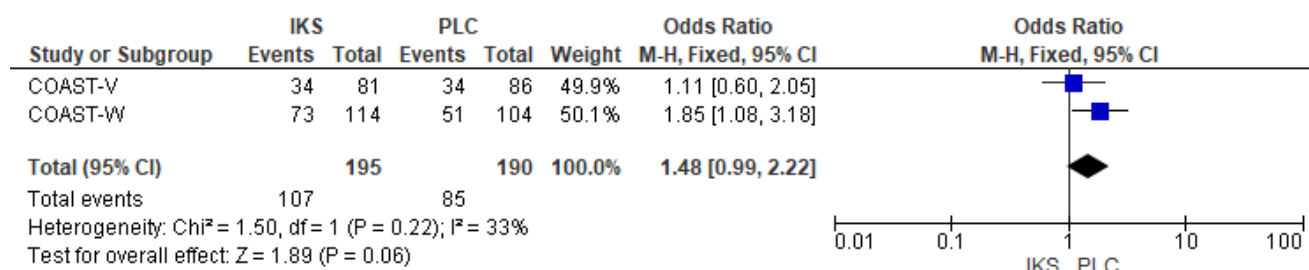 IKS PLC Odds Ratio Odds Ratio
Study or Subgroup Events Total Events Total Weight M-H, Fixed, 95% CI M-H, Fixed, 95% CI
COAST-V 34 81 34 86 49.9% 1.11 [0.60, 2.05]
COAST-W 73 114 51 104 50.1% 1.85 [1.08, 3.18]
Total (95% CI) 195 190 100.0% 1.48 [0.99, 2.22]
Total events 107 85
Heterogeneity: Chi² = 1.50, df = 1 (P = 0.22); I² = 33%
Test for overall effect: Z = 1.89 (P = 0.06)
0.01 0.1 1 10 100
IKS PLC